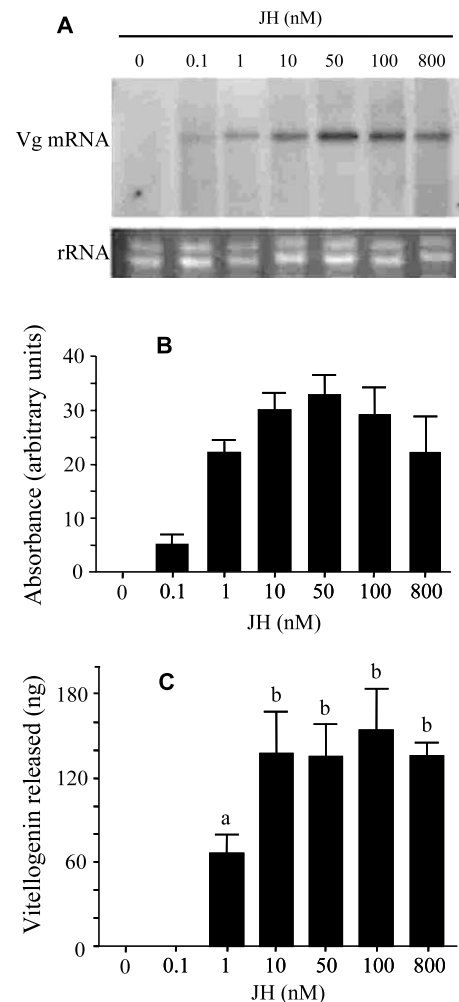 A
JH (nM)
0 0.1 1 10 50 100 800
Vg mRNA
rRNA
B
Absorbance (arbitrary units)
40
30
20
10
0
0 0.1 1 10 50 100 800
JH (nM)
C
Vitellogenin released (ng)
180
120
60
0
a
b
b
b
b
0 0.1 1 10 50 100 800
JH (nM)